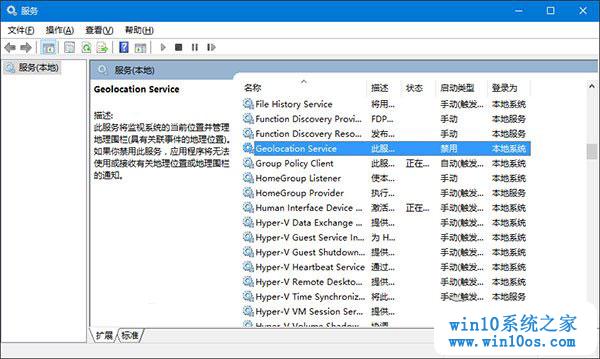 服务
文件(F) 操作(A) 查看(V) 帮助(H)
服务(本地)
服务(本地)
Geolocation Service
描述:
此服务将监视系统的当前位置并管理
地理围栏(具有关联事件的地理位置)。
如果你禁用此服务，应用程序将无法
使用或接收有关地理位置或地理围栏
的通知。
名称 描述 状态 启动类型 登录为
File History Service 将用... 手动(触发... 本地系统
Function Discovery Provi... FDP... 手动 本地服务
Function Discovery Reso... 发布... 手动 本地服务
Geolocation Service 此服... 禁用 本地系统
Group Policy Client 此服... 正在... 自动(触发... 本地系统
HomeGroup Listener 使本... 手动 本地系统
HomeGroup Provider 执行... 手动(触发... 本地服务
Human Interface Device ... 激活... 正在... 手动(触发... 本地系统
Hyper-V Data Exchange ... 提供... 手动(触发... 本地系统
Hyper-V Guest Service In... 为 H... 手动(触发... 本地系统
Hyper-V Guest Shutdown... 提供... 手动(触发... 本地系统
Hyper-V Heartbeat Service 通过... 手动(触发... 本地系统
Hyper-V Remote Deskto... 提供... 手动(触发... 本地系统
Hyper-V Time Synchroniz... 将此... 手动(触发... 本地服务
Hyper-V VM Session Ser...
Hyper-V Volume Shadow
扩展 标准
win10系统之家
www.win10os.com